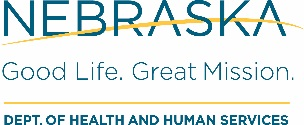 NEBRASKA
Good Life. Great Mission.
DEPT. OF HEALTH AND HUMAN SERVICES